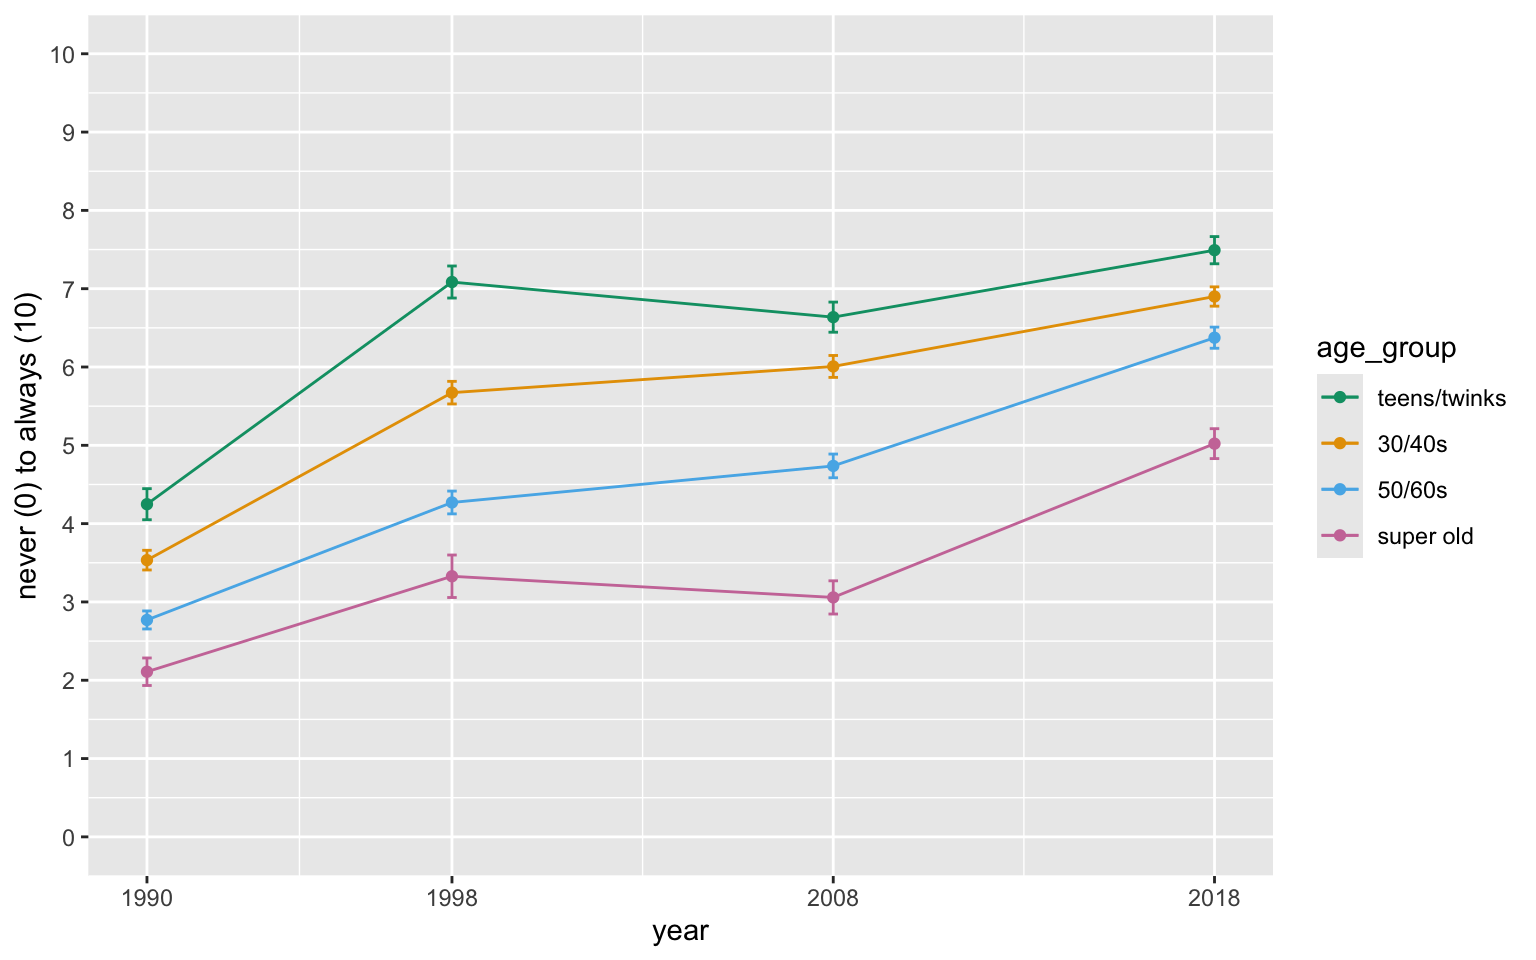 10
9
8
7
6
5
4
3
2
1
0
never (0) to always (10)
1990 1998 2008 2018
year
age_group
teens/twinks
30/40s
50/60s
super old